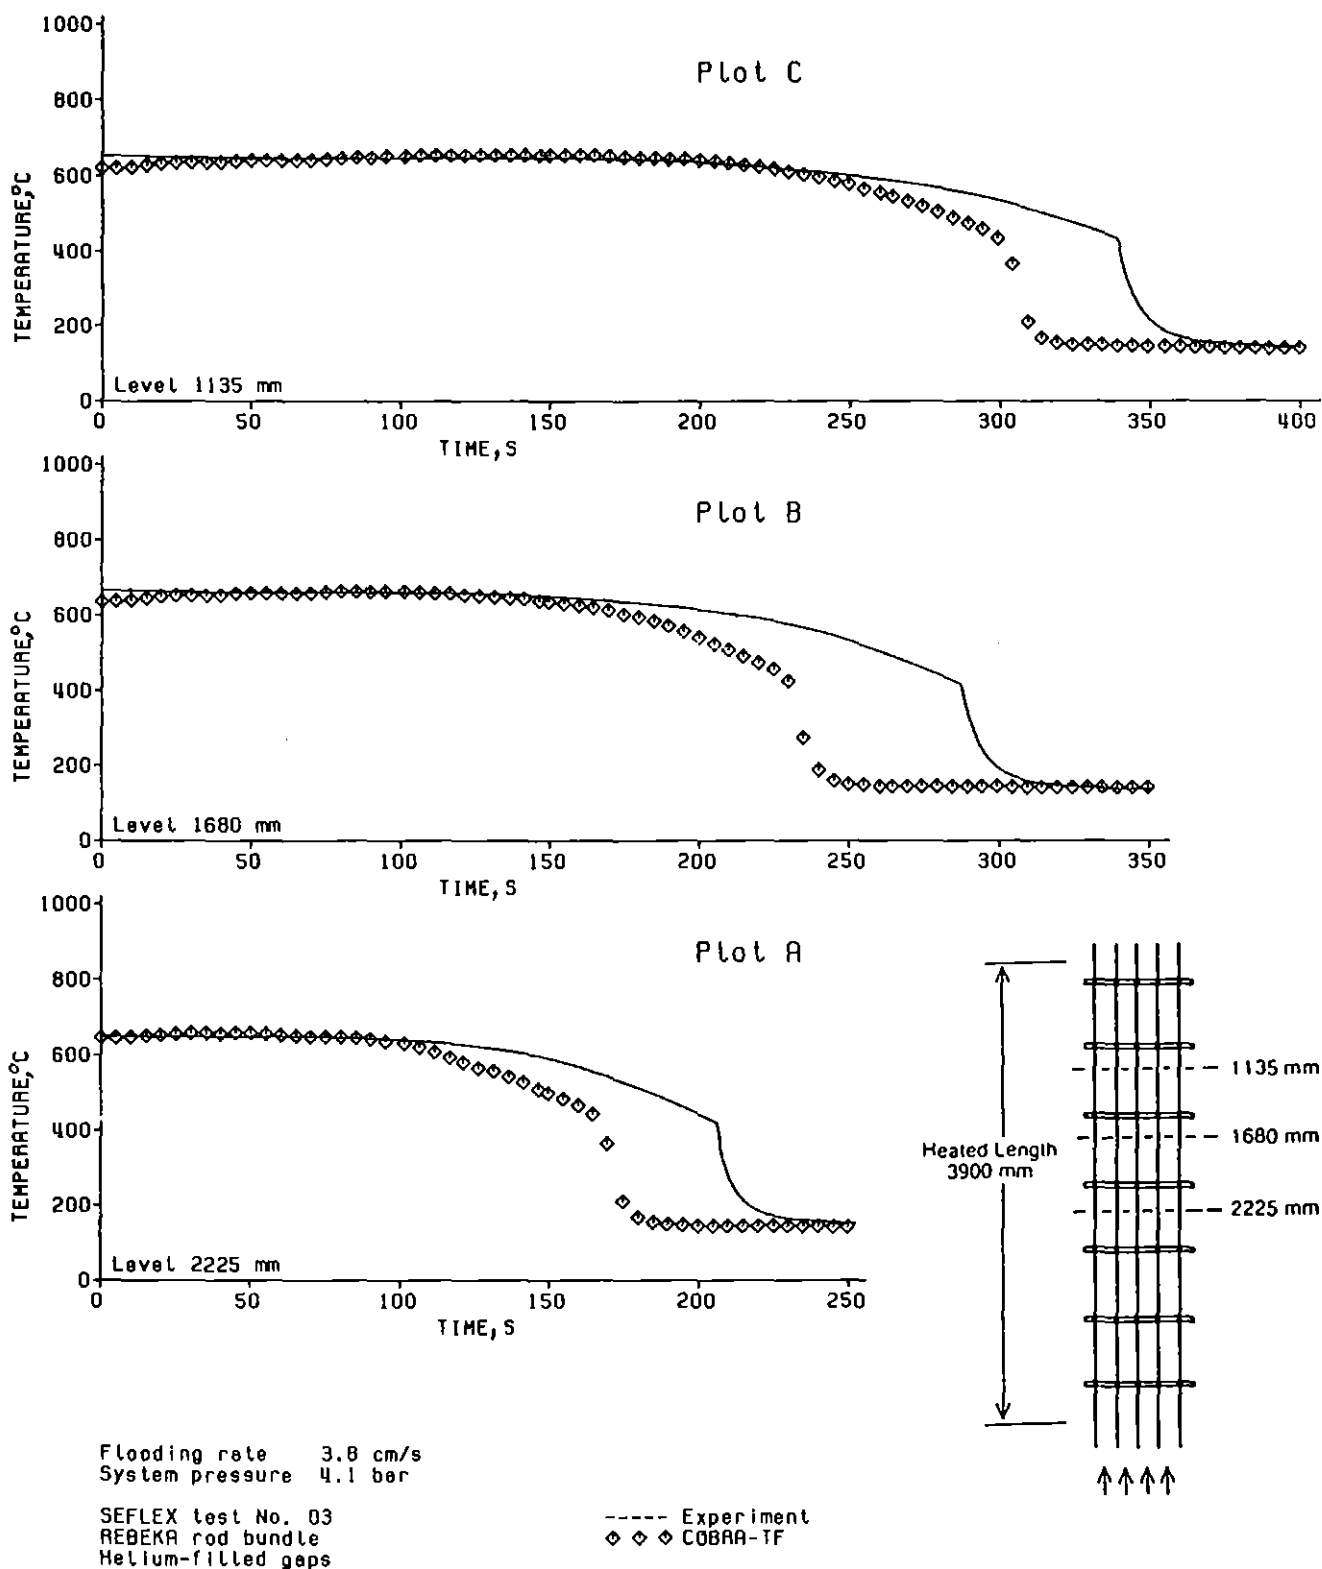 Plot C
1000
800
600
400
200
0
TEMPERATURE,°C
Level 1135 mm
0 50 100 150 200 250 300 350 400
TIME,S
Plot B
1000
800
600
400
200
0
TEMPERATURE,°C
Level 1680 mm
0 50 100 150 200 250 300 350
TIME,S
Plot A
1000
800
600
400
200
0
TEMPERATURE,°C
Level 2225 mm
0 50 100 150 200 250
TIME,S
Heated Length
3900 mm
1135 mm
1680 mm
2225 mm
Flooding rate 3.8 cm/s
System pressure 4.1 bar
SEFLEX test No. 03
REBEKA rod bundle
Helium-filled gaps
Experiment
COBRA-TF